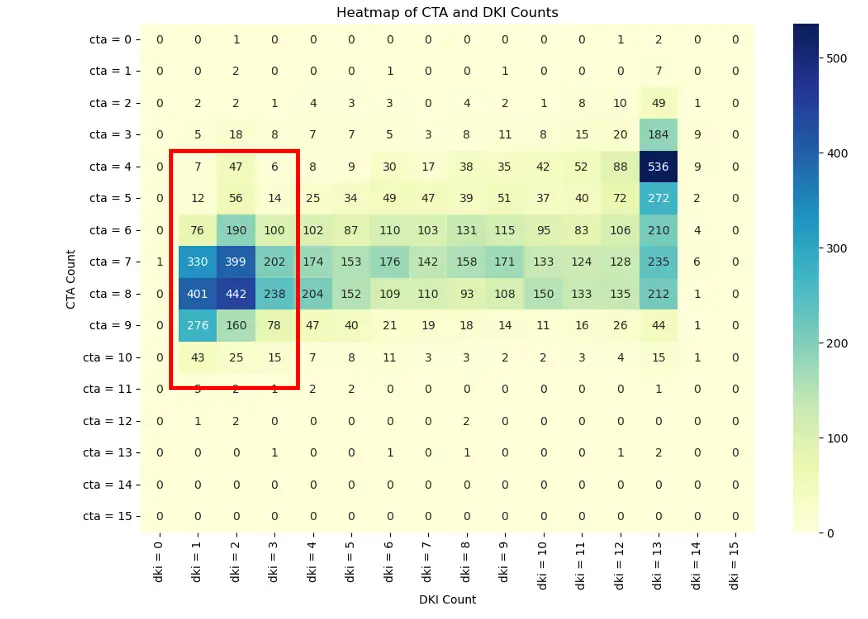 Heatmap of CTA and DKI Counts
cta = 0 0 0 1 0 0 0 0 0 0 0 0 0 1 2 0 0
cta = 1 0 0 2 0 0 0 1 0 0 1 0 0 0 7 0 0
cta = 2 0 2 2 1 4 3 3 0 4 2 1 8 10 49 1 0
cta = 3 0 5 18 8 7 7 5 3 8 11 8 15 20 184 9 0
cta = 4 0 7 47 6 8 9 30 17 38 35 42 52 88 536 9 0
cta = 5 0 12 56 14 25 34 49 47 39 51 37 40 72 272 2 0
cta = 6 0 76 190 100 102 87 110 103 131 115 95 83 106 210 4 0
cta = 7 1 330 399 202 174 153 176 142 158 171 133 124 128 235 6 0
cta = 8 0 401 442 238 204 152 109 110 93 108 150 133 135 212 1 0
cta = 9 0 276 160 78 47 40 21 19 18 14 11 16 26 44 1 0
cta = 10 0 43 25 15 7 8 11 3 3 2 2 3 4 15 1 0
cta = 11 0 5 2 1 2 2 0 0 0 0 0 0 0 1 0 0
cta = 12 0 1 2 0 0 0 0 0 2 0 0 0 0 0 0 0
cta = 13 0 0 0 1 0 0 1 0 1 0 0 0 1 2 0 0
cta = 14 0 0 0 0 0 0 0 0 0 0 0 0 0 0 0 0
cta = 15 0 0 0 0 0 0 0 0 0 0 0 0 0 0 0 0
CTA Count
dki = 0
dki = 1
dki = 2
dki = 3
dki = 4
dki = 5
dki = 6
dki = 7
dki = 8
dki = 9
dki = 10
dki = 11
dki = 12
dki = 13
dki = 14
dki = 15
DKI Count
500
400
300
200
100
0